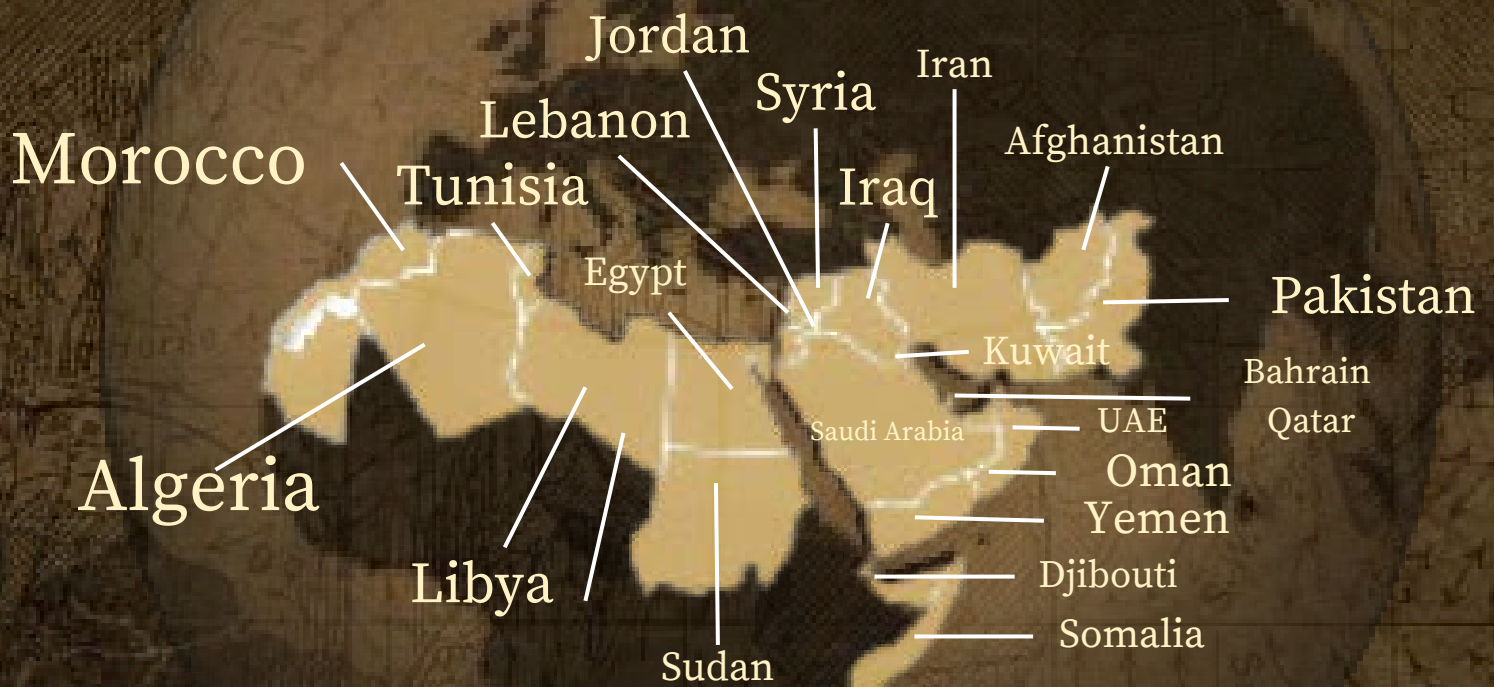 Jordan
Iran
Syria
Lebanon
Afghanistan
Morocco
Tunisia
Iraq
Egypt
Pakistan
Kuwait
Bahrain
Saudi Arabia
UAE
Qatar
Algeria
Oman
Yemen
Libya
Djibouti
Somalia
Sudan